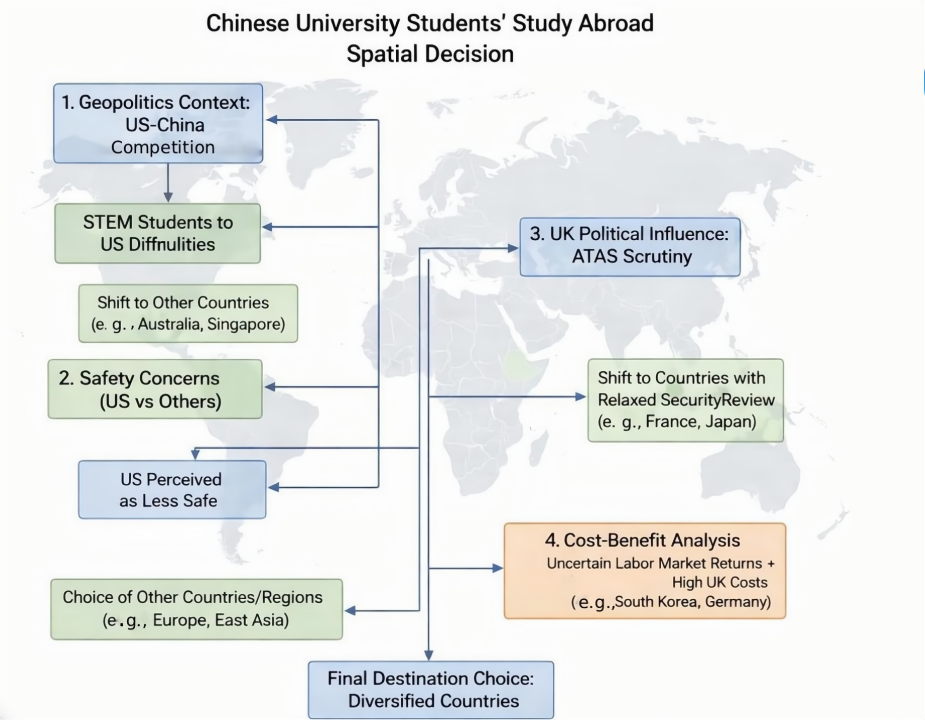 Chinese University Students' Study Abroad
Spatial Decision
1. Geopolitics Context:
US-China
Competition
STEM Students to
US Diffnulities
Shift to Other Countries
(e. g. , Australia, Singapore)
2. Safety Concerns
(US vs Others)
US Perceived
as Less Safe
Choice of Other Countries/Regions
(e.g., Europe, East Asia)
3. UK Political Influence:
ATAS Scrutiny
Shift to Countries with
Relaxed SecurityReview
(e. g., France, Japan)
4. Cost-Benefit Analysis
Uncertain Labor Market Returns +
High UK Costs
(e.g.,South Korea, Germany)
Final Destination Choice:
Diversified Countries